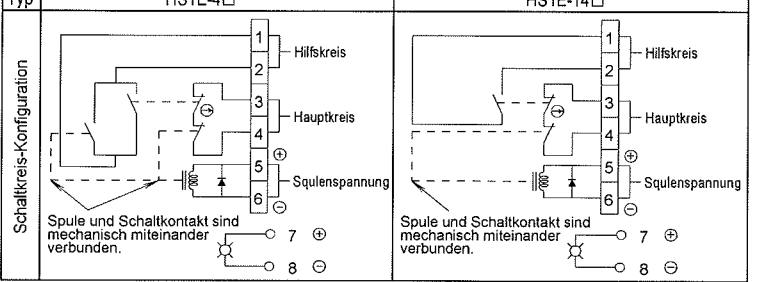 Typ HS1E-4□ HS1E-14□
Schaltkreis-Konfiguration
1
2
3
4
5
6
Hilfskreis
Hauptkreis
Squlenspannung
⊕
⊖
Spule und Schaltkontakt sind
mechanisch miteinander
verbunden.
7 ⊕
8 ⊖
1
2
3
4
5
6
Hilfskreis
Hauptkreis
Squlenspannung
⊕
⊖
Spule und Schaltkontakt sind
mechanisch miteinander
verbunden.
7 ⊕
8 ⊖